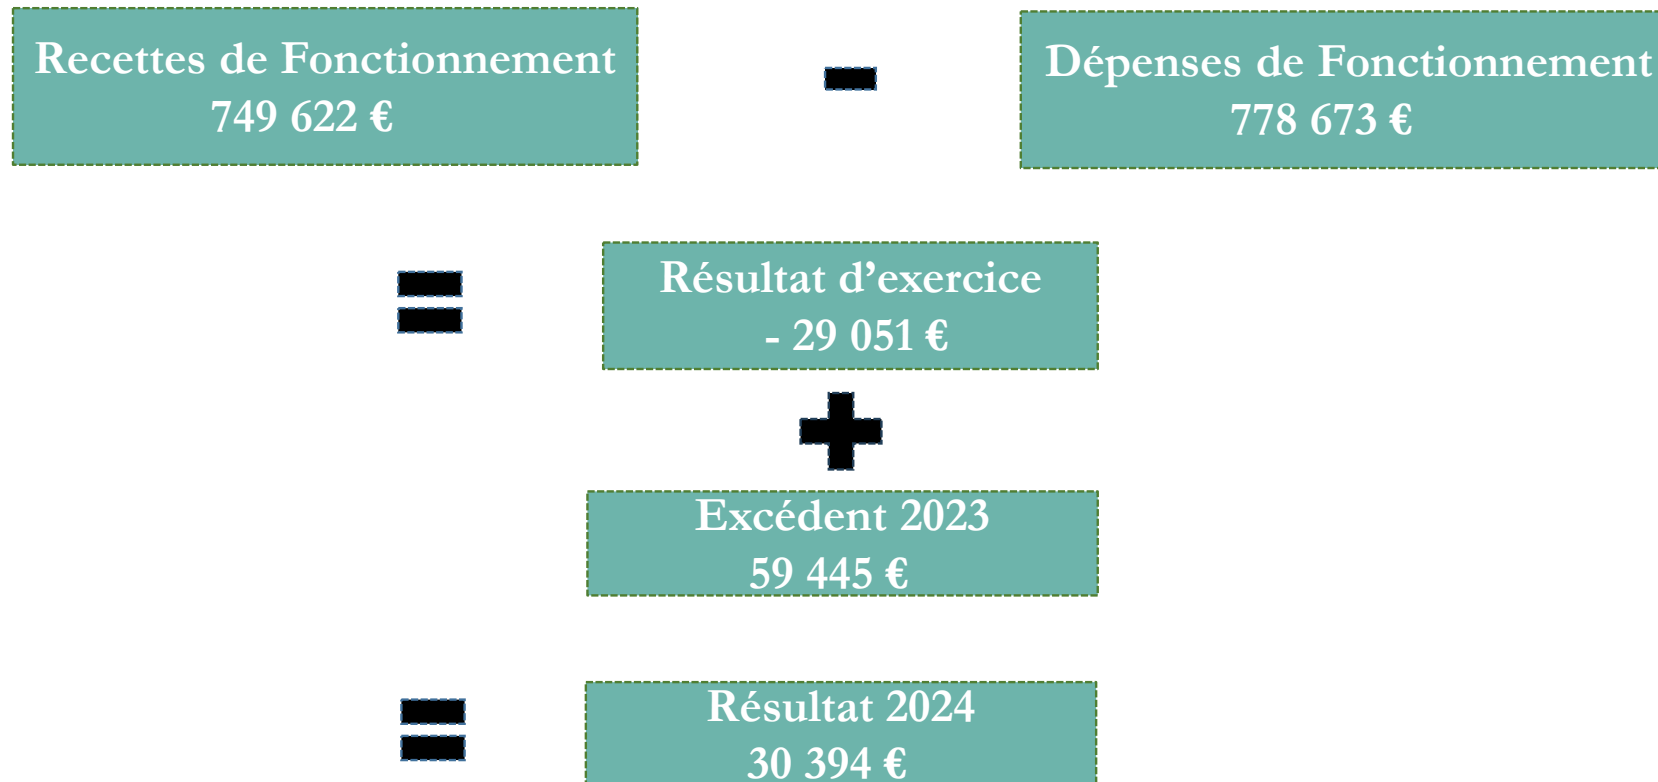 Recettes de Fonctionnement
749 622 €
Dépenses de Fonctionnement
778 673 €
Résultat d’exercice
- 29 051 €
Excédent 2023
59 445 €
Résultat 2024
30 394 €